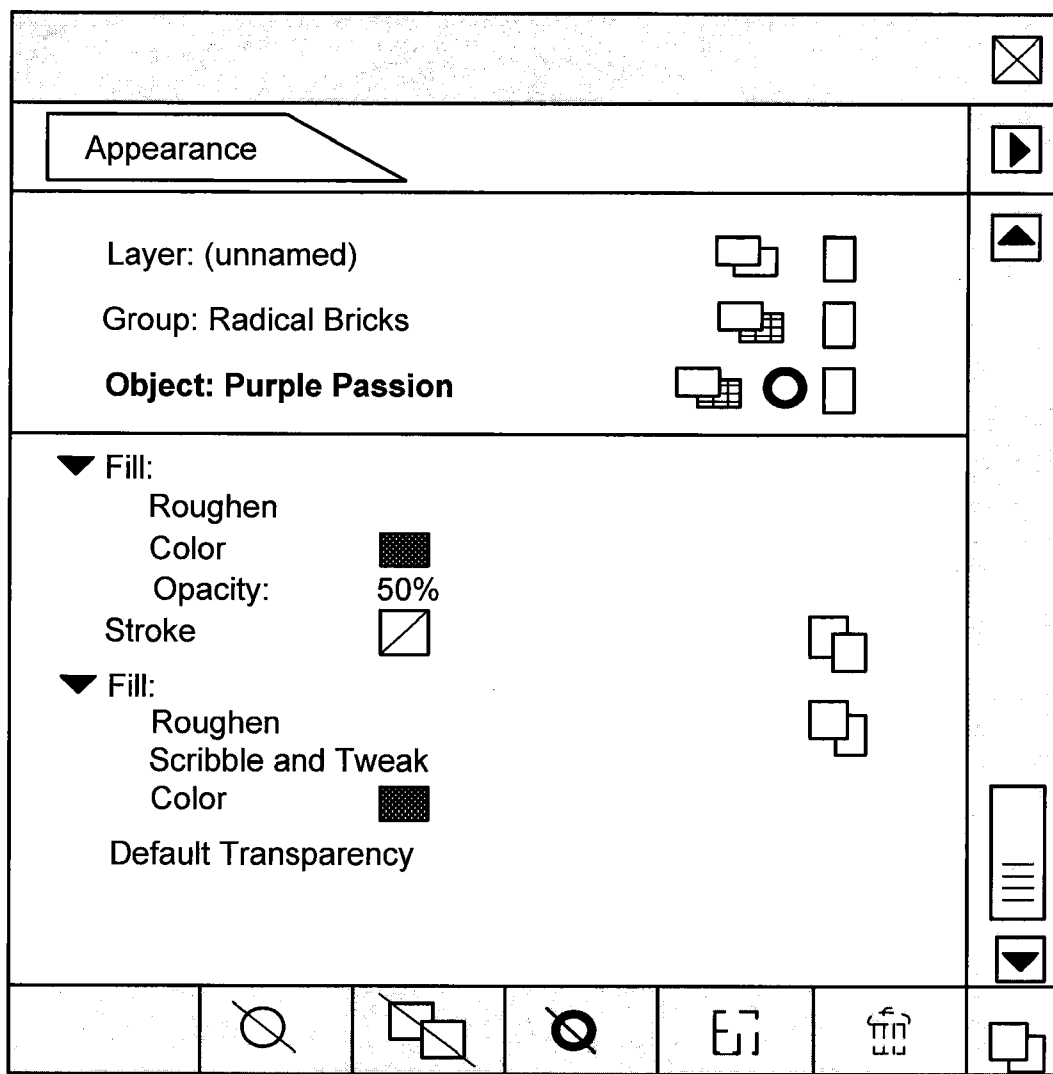 Appearance
Layer: (unnamed)
Group: Radical Bricks
Object: Purple Passion
Fill:
Roughen
Color
Opacity: 50%
Stroke
Fill:
Roughen
Scribble and Tweak
Color
Default Transparency